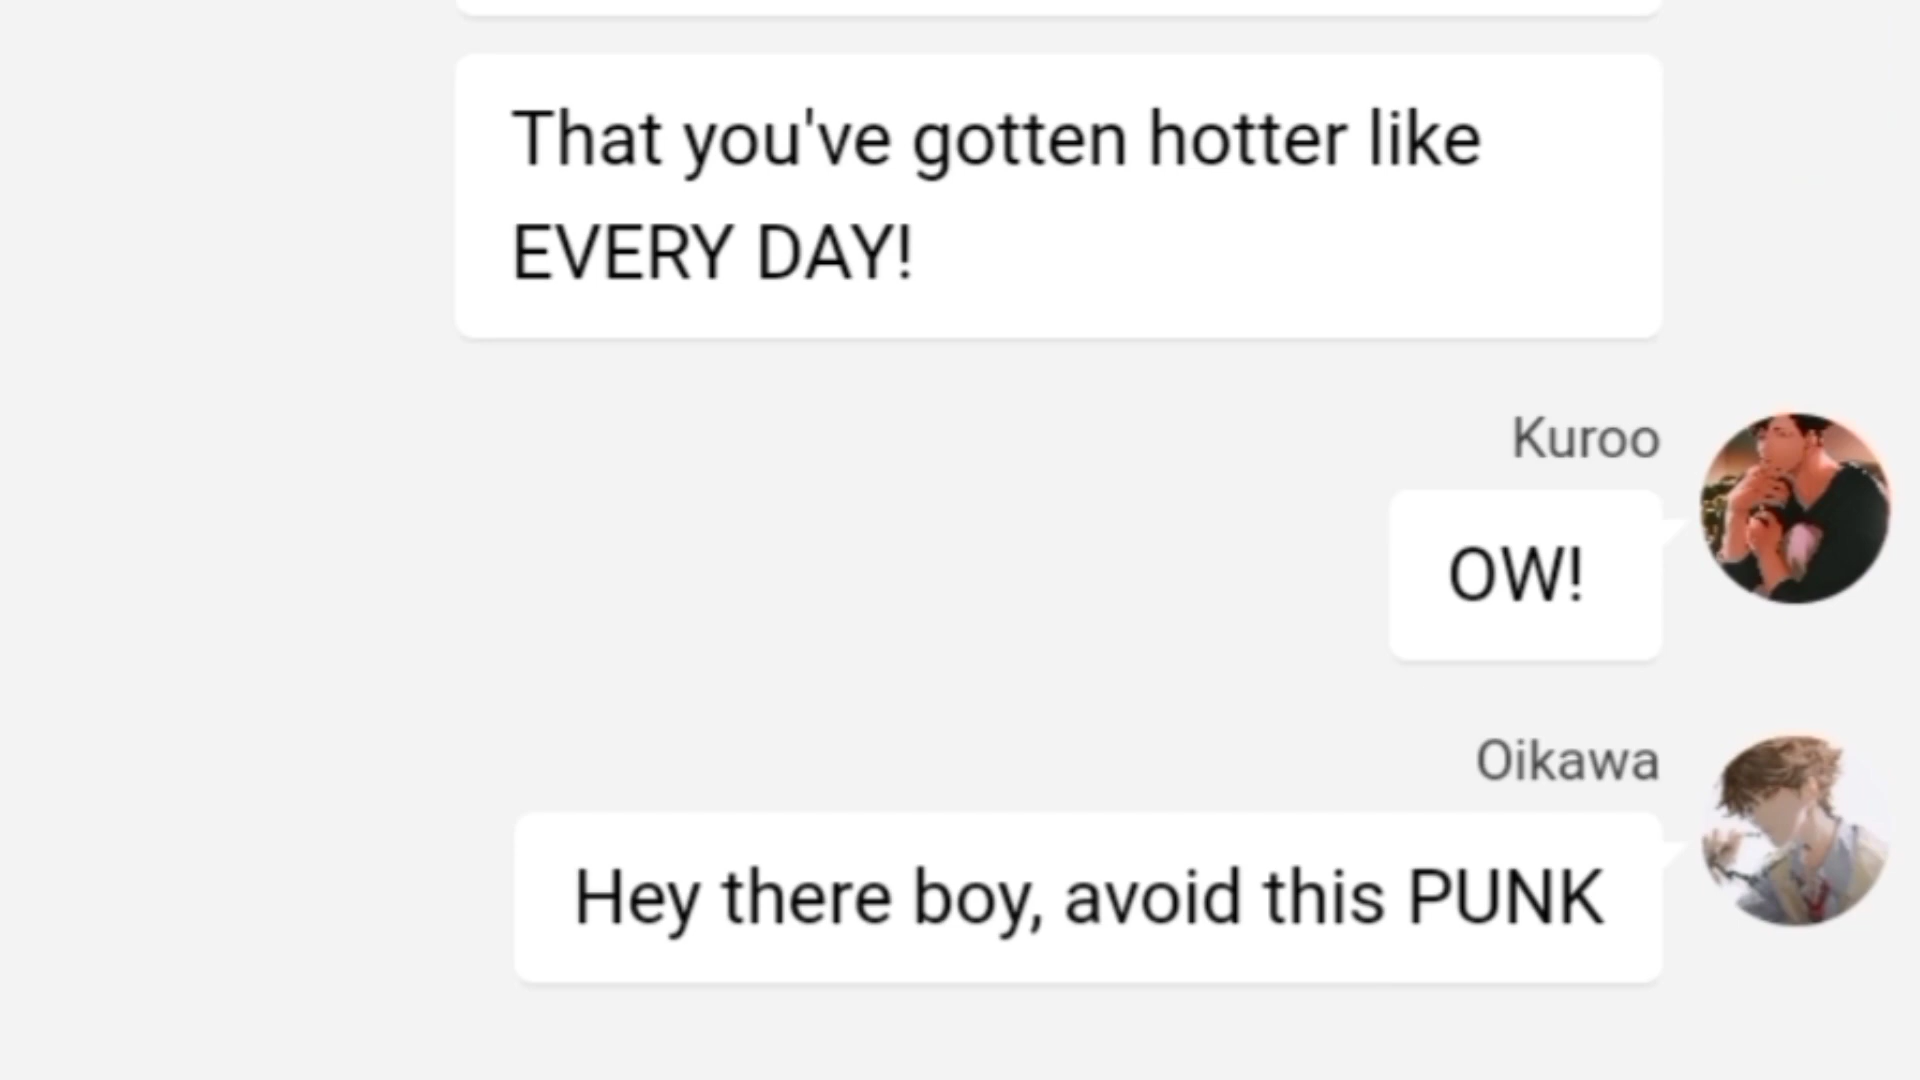 That you've gotten hotter like
EVERY DAY!
Kuroo
OW!
Oikawa
Hey there boy, avoid this PUNK